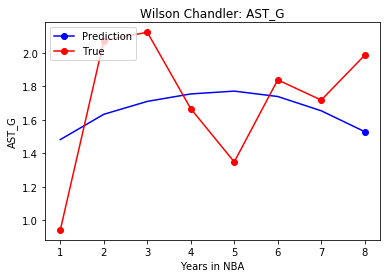 Wilson Chandler: AST_G
Prediction
True
AST_G
2.0
1.8
1.6
1.4
1.2
1.0
1 2 3 4 5 6 7 8
Years in NBA